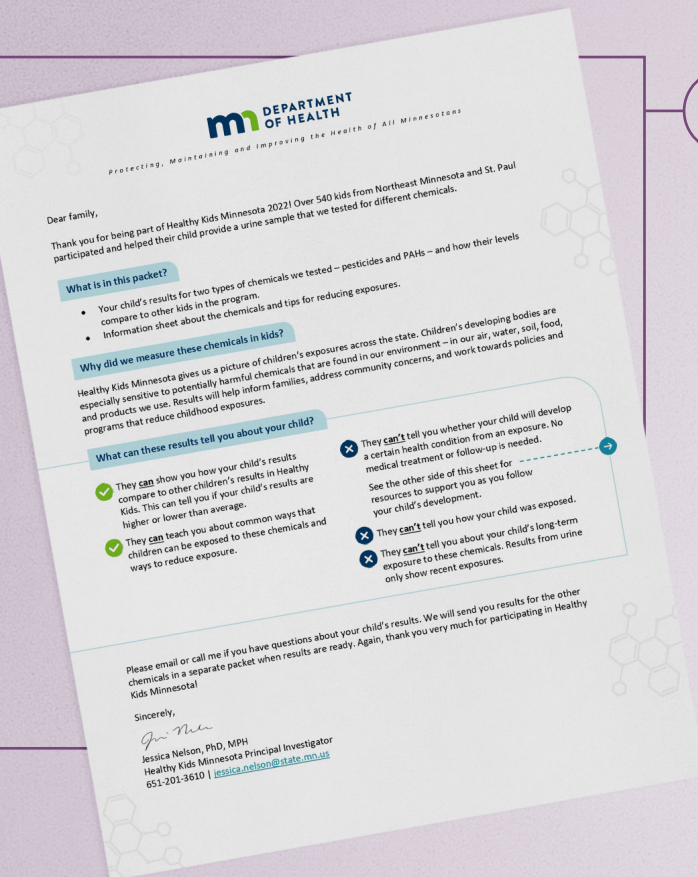 mn DEPARTMENT
OF HEALTH
Protecting, Maintaining and Improving the Health of All Minnesotans
Dear family,
Thank you for being part of Healthy Kids Minnesota 2022! Over 540 kids from Northeast Minnesota and St. Paul
participated and helped their child provide a urine sample that we tested for different chemicals.
What is in this packet?
• Your child's results for two types of chemicals we tested – pesticides and PAHs – and how their levels
compare to other kids in the program.
• Information sheet about the chemicals and tips for reducing exposures.
Why did we measure these chemicals in kids?
Healthy Kids Minnesota gives us a picture of children's exposures across the state. Children's developing bodies are
especially sensitive to potentially harmful chemicals that are found in our environment – in our air, water, soil, food,
and products we use. Results will help inform families, address community concerns, and work towards policies and
programs that reduce childhood exposures.
What can these results tell you about your child?
They can show you how your child's results
compare to other children's results in Healthy
Kids. This can tell you if your child's results are
higher or lower than average.
They can teach you about common ways that
children can be exposed to these chemicals and
ways to reduce exposure.
They can't tell you whether your child will develop
a certain health condition from an exposure. No
medical treatment or follow-up is needed.
See the other side of this sheet for
resources to support you as you follow
your child's development.
They can't tell you how your child was exposed.
They can't tell you about your child's long-term
exposure to these chemicals. Results from urine
only show recent exposures.
Please email or call me if you have questions about your child's results. We will send you results for the other
chemicals in a separate packet when results are ready. Again, thank you very much for participating in Healthy
Kids Minnesota!
Sincerely,
Jessica Nelson, PhD, MPH
Healthy Kids Minnesota Principal Investigator
651-201-3610 | jessica.nelson@state.mn.us